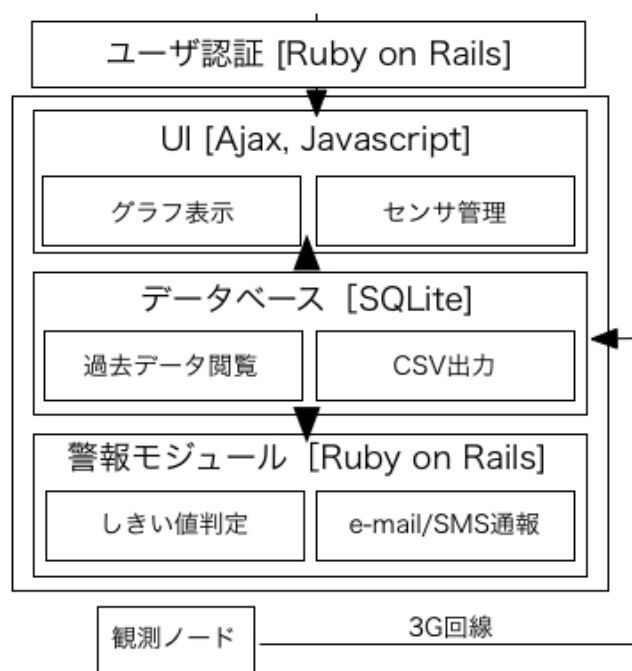 ユーザ認証 [Ruby on Rails]
UI [Ajax, Javascript]
グラフ表示
センサ管理
データベース［SQLite]
過去データ閲覧
CSV出力
警報モジュール［Ruby on Rails]
しきい値判定
e-mail/SMS通報
観測ノード
3G回線